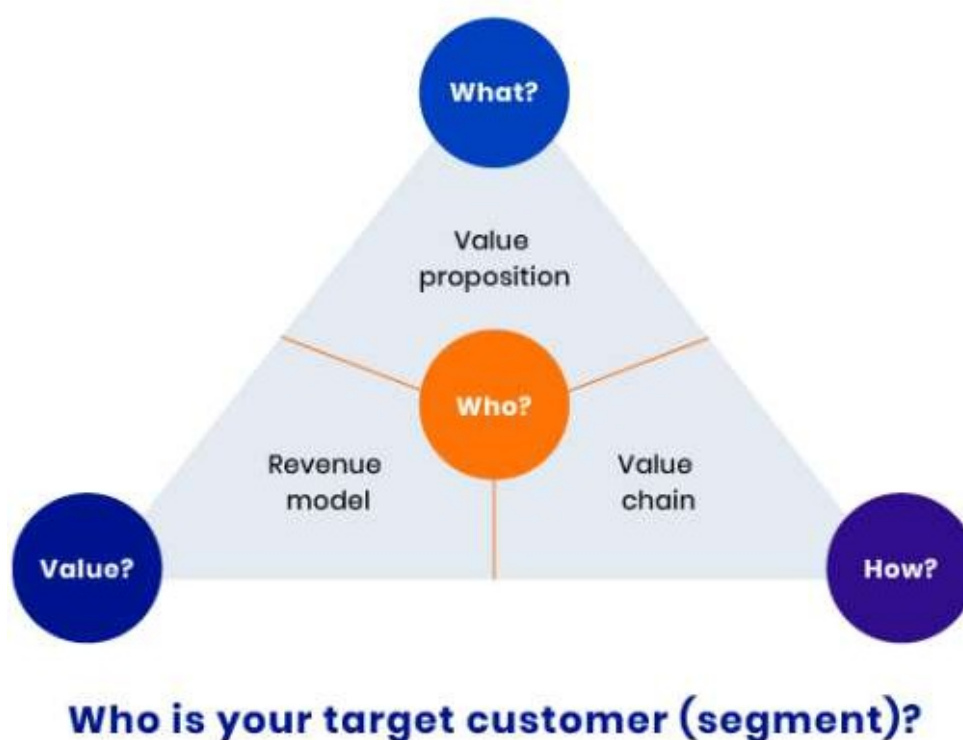 What?
Value
proposition
Who?
Revenue
model
Value
chain
Value?
How?
Who is your target customer (segment)?